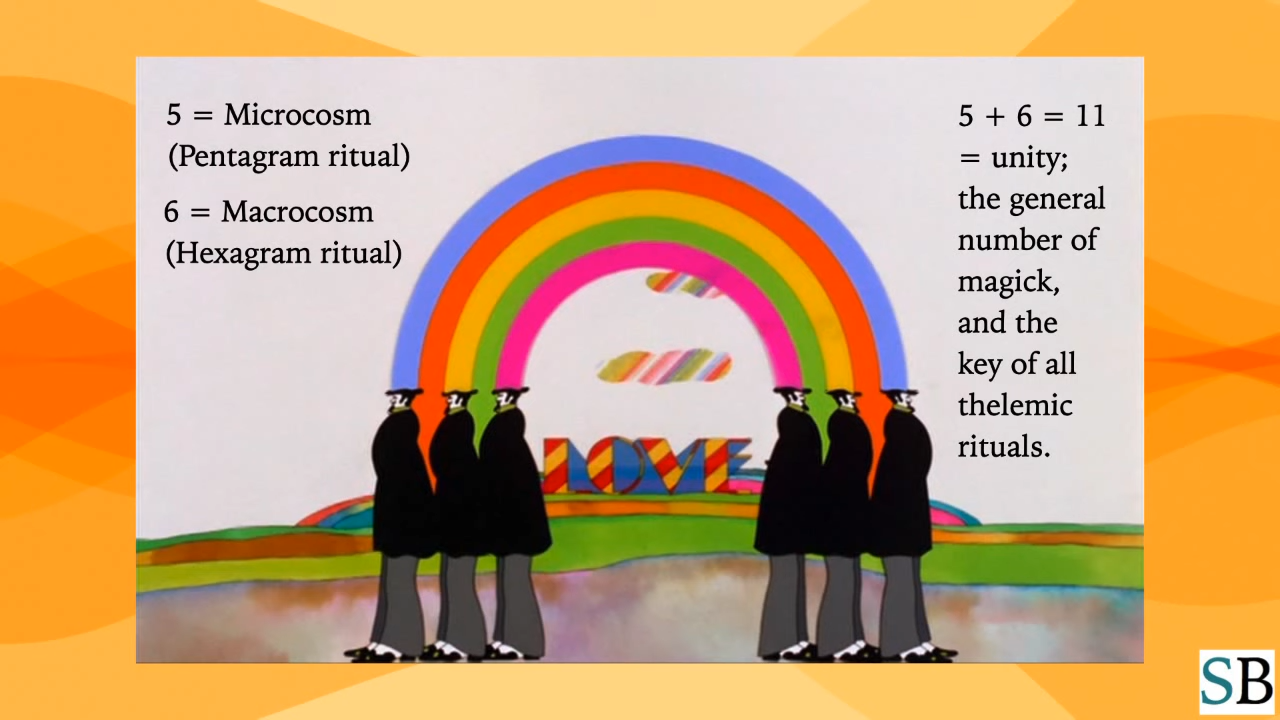 5 = Microcosm
(Pentagram ritual)
6 = Macrocosm
(Hexagram ritual)
5 + 6 = 11
= unity;
the general
number of
magick,
and the
key of all
thelemic
rituals.
LOVE
SB